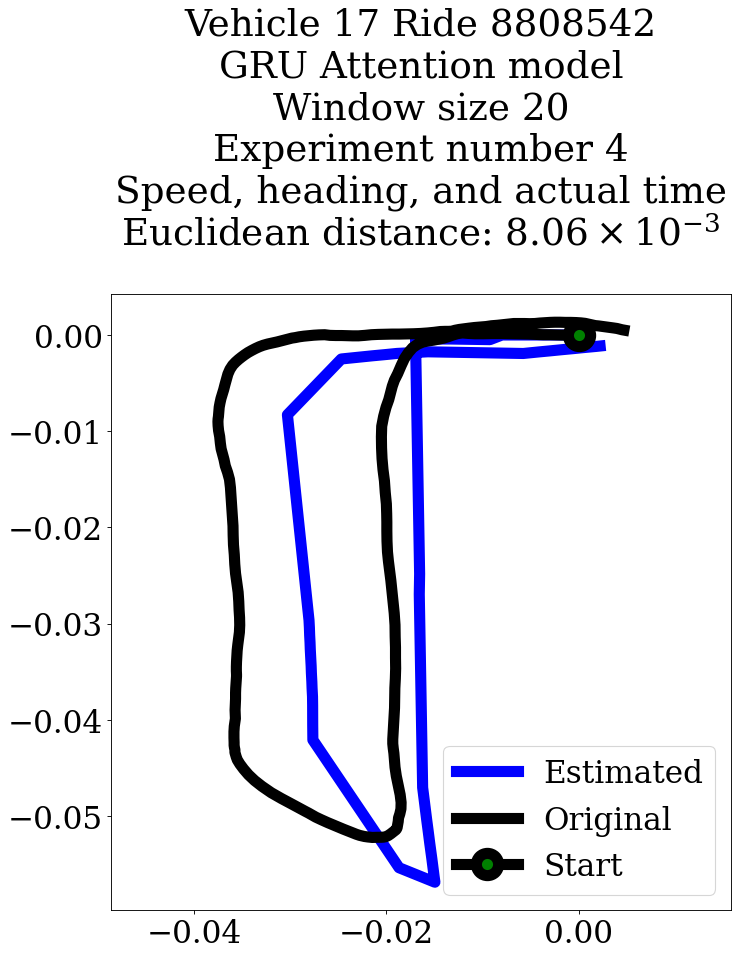 Vehicle 17 Ride 8808542
GRU Attention model
Window size 20
Experiment number 4
Speed, heading, and actual time
Euclidean distance: 8.06 × 10⁻³
0.00
−0.01
−0.02
−0.03
−0.04
−0.05
Estimated
Original
Start
−0.04 −0.02 0.00